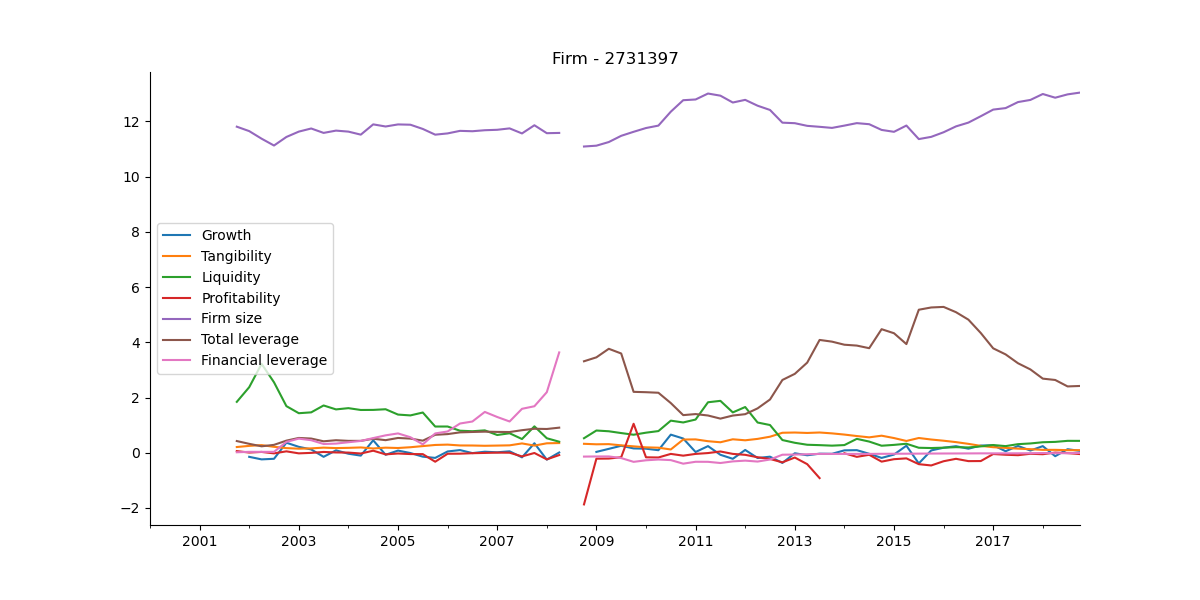 Firm - 2731397
12
10
8
6
4
2
0
−2
Growth
Tangibility
Liquidity
Profitability
Firm size
Total leverage
Financial leverage
2001 2003 2005 2007 2009 2011 2013 2015 2017